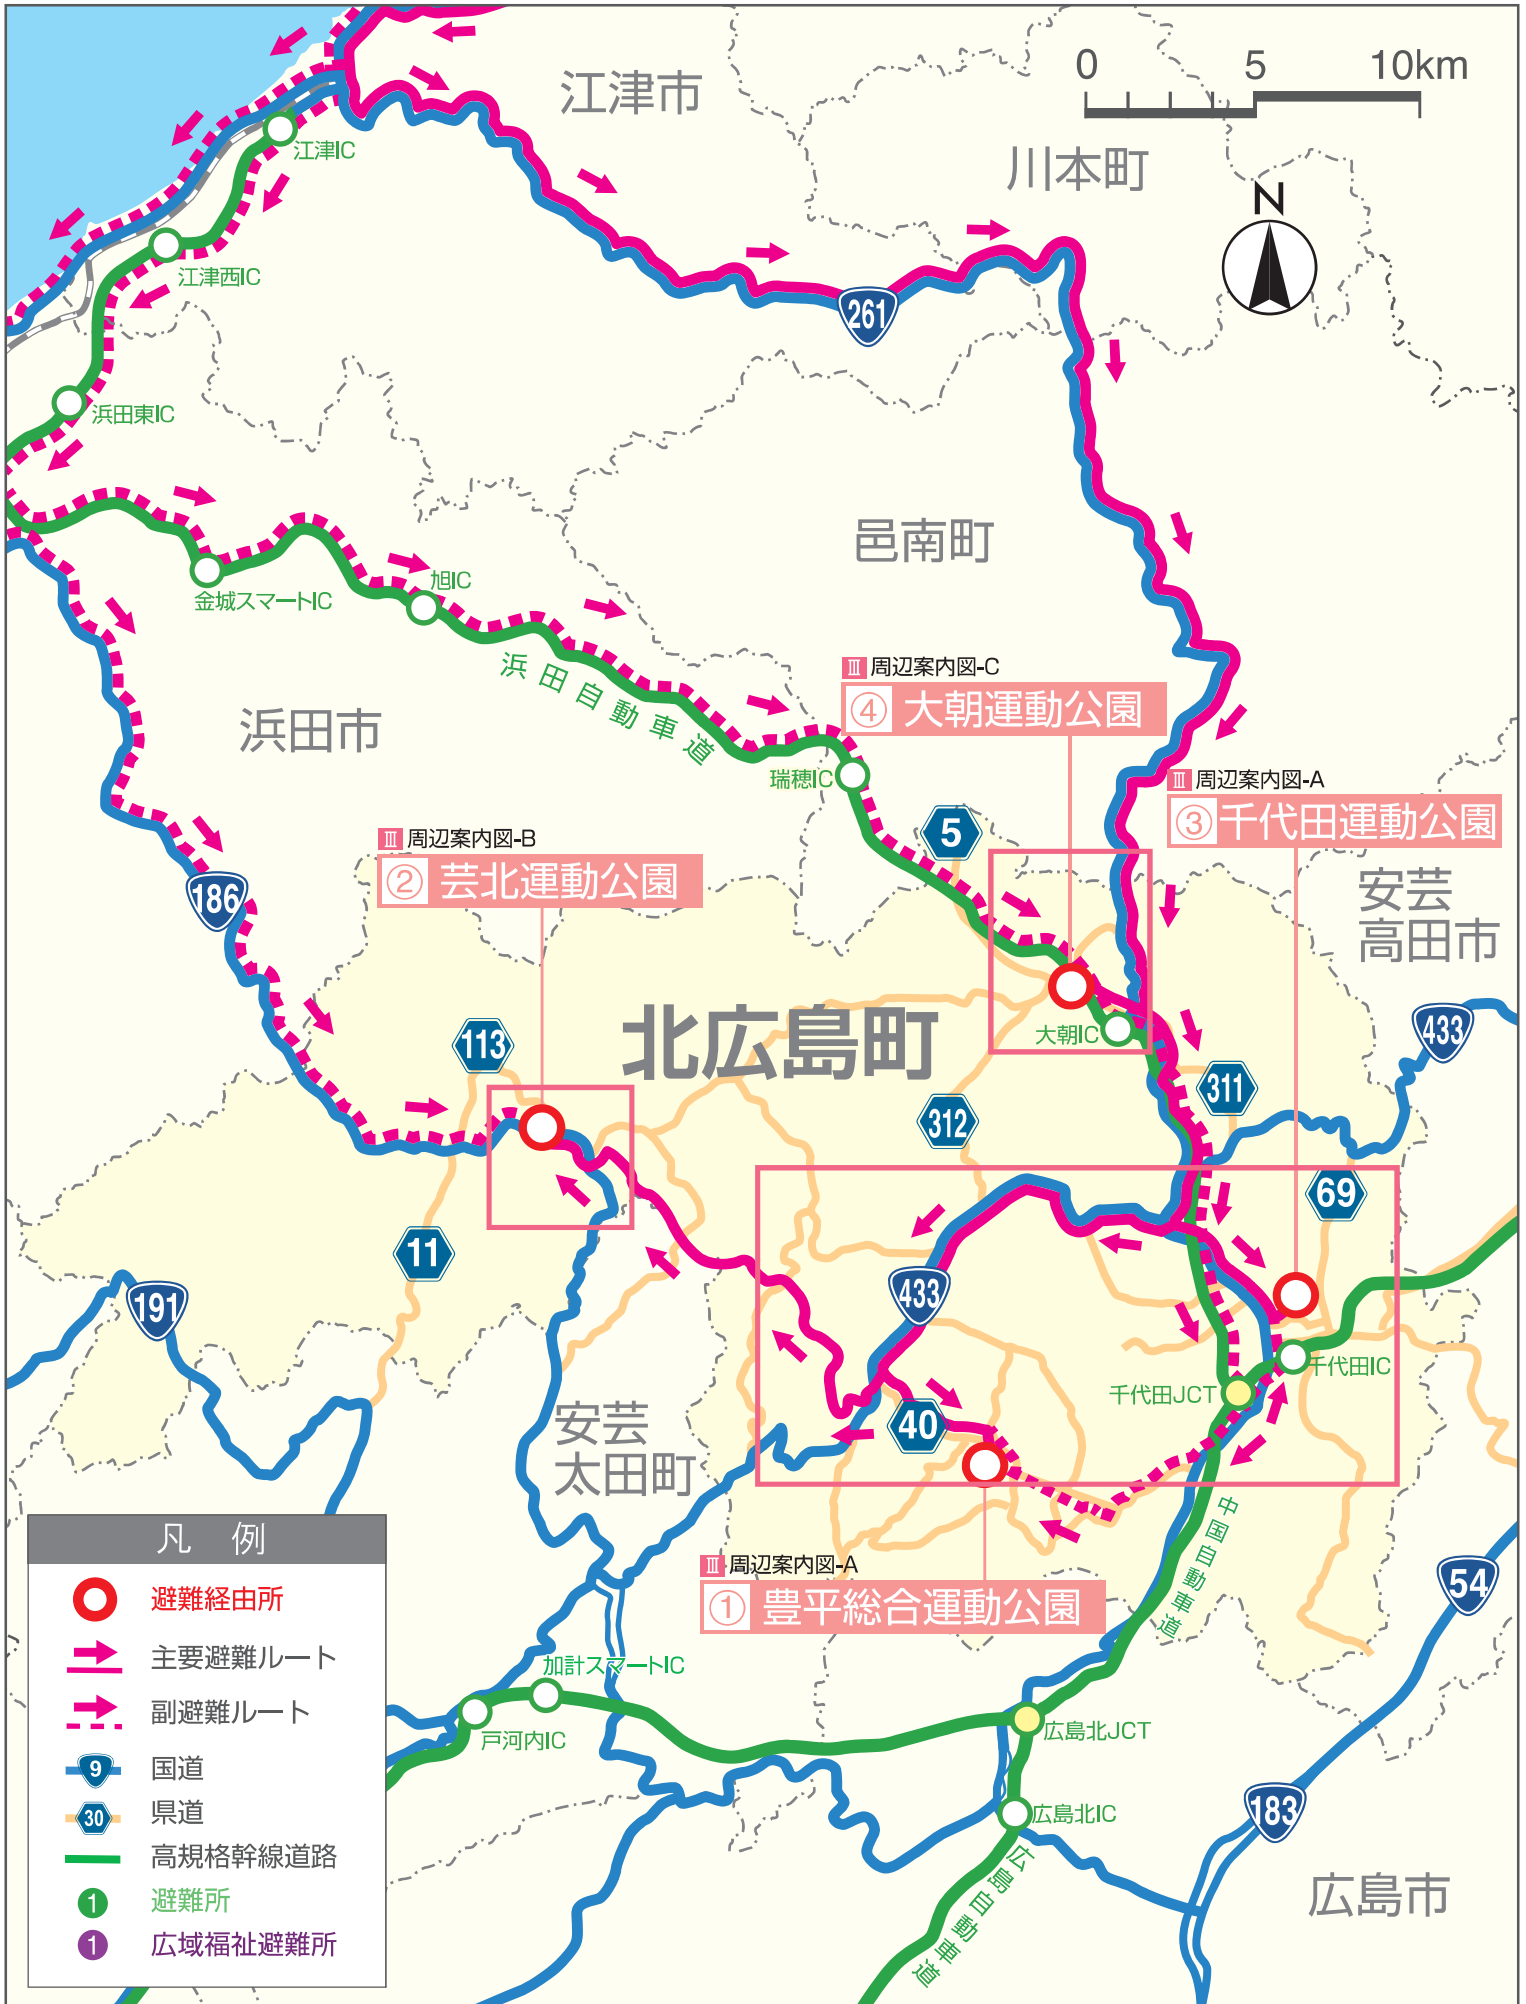 江津市
0 5 10km
川本町
N
江津IC
江津西IC
261
浜田東IC
邑南町
金城スマートIC
旭IC
浜田自動車道
浜田市
Ⅲ 周辺案内図-C
④ 大朝運動公園
瑞穂IC
Ⅲ 周辺案内図-A
③ 千代田運動公園
5
Ⅲ 周辺案内図-B
② 芸北運動公園
186
安芸
高田市
北広島町
大朝IC
433
113
311
312
69
11
191
433
千代田IC
千代田JCT
40
安芸
太田町
中国自動車道
Ⅲ 周辺案内図-A
① 豊平総合運動公園
54
加計スマートIC
戸河内IC
広島北JCT
183
広島北IC
広島自動車道
広島市
凡 例
避難経由所
主要避難ルート
副避難ルート
9 国道
30 県道
高規格幹線道路
1 避難所
1 広域福祉避難所